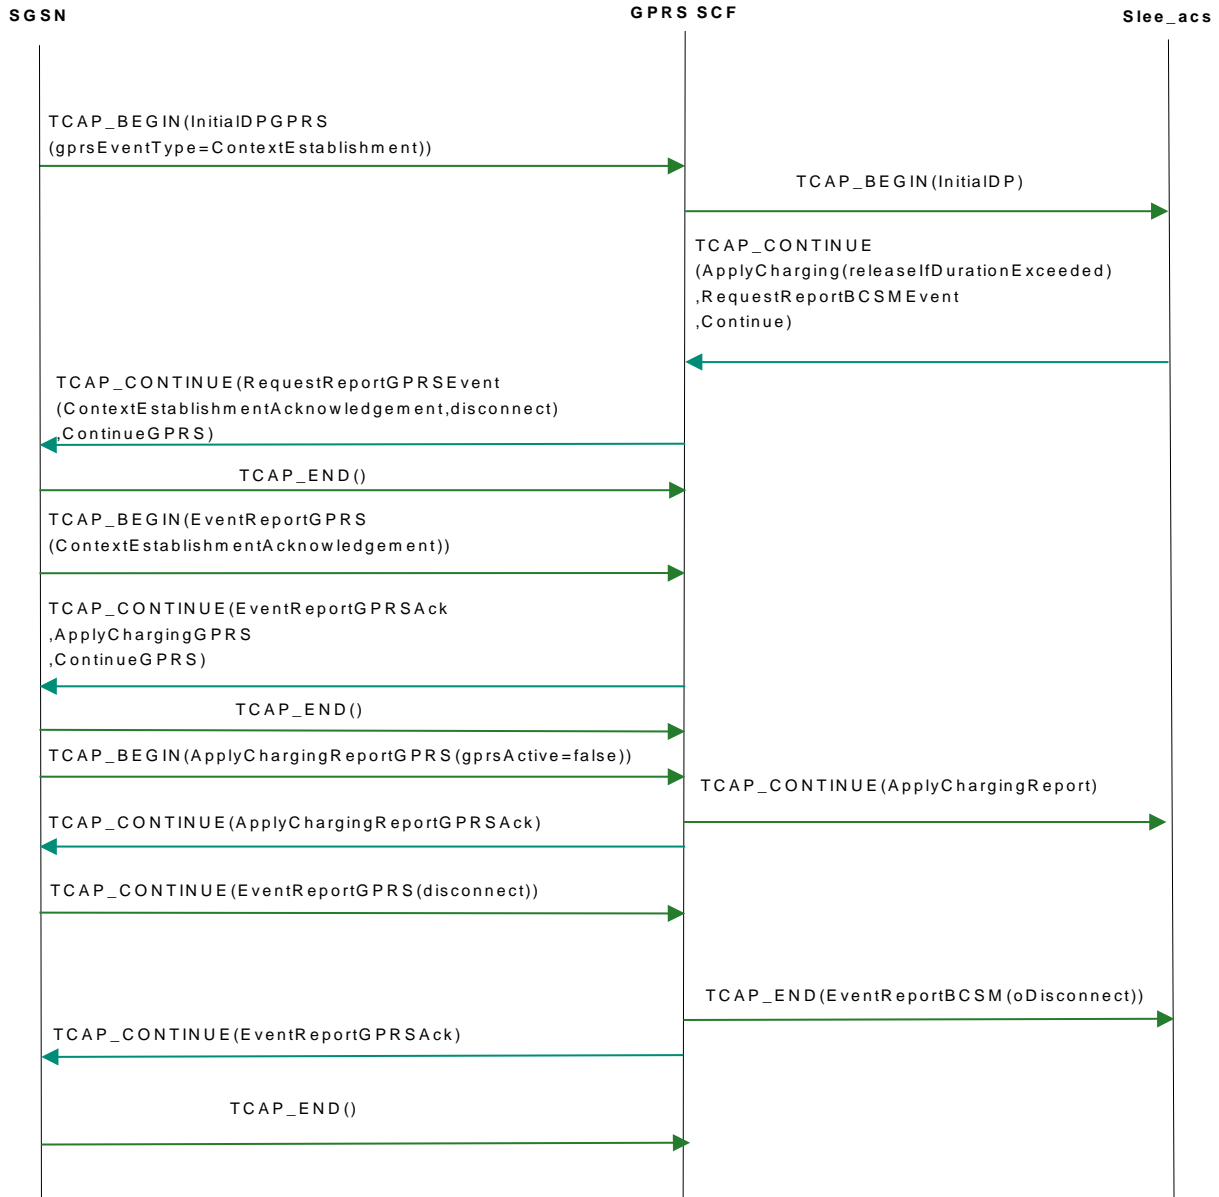 SGSN
GPRS SCF
Slee_acs
TCAP_BEGIN(InitialDPGPRS
(gprsEventType=ContextEstablishment))
TCAP_BEGIN(InitialDP)
TCAP_CONTINUE
(ApplyCharging(releaseIfDurationExceeded)
,RequestReportBCSMEvent
,Continue)
TCAP_CONTINUE(RequestReportGPRSEvent
(ContextEstablishmentAcknowledgement,disconnect)
,ContinueGPRS)
TCAP_END()
TCAP_BEGIN(EventReportGPRS
(ContextEstablishmentAcknowledgement))
TCAP_CONTINUE(EventReportGPRSAck
,ApplyChargingGPRS
,ContinueGPRS)
TCAP_END()
TCAP_BEGIN(ApplyChargingReportGPRS(gprsActive=false))
TCAP_CONTINUE(ApplyChargingReport)
TCAP_CONTINUE(ApplyChargingReportGPRSAck)
TCAP_CONTINUE(EventReportGPRS(disconnect))
TCAP_END(EventReportBCSM(oDisconnect))
TCAP_CONTINUE(EventReportGPRSAck)
TCAP_END()